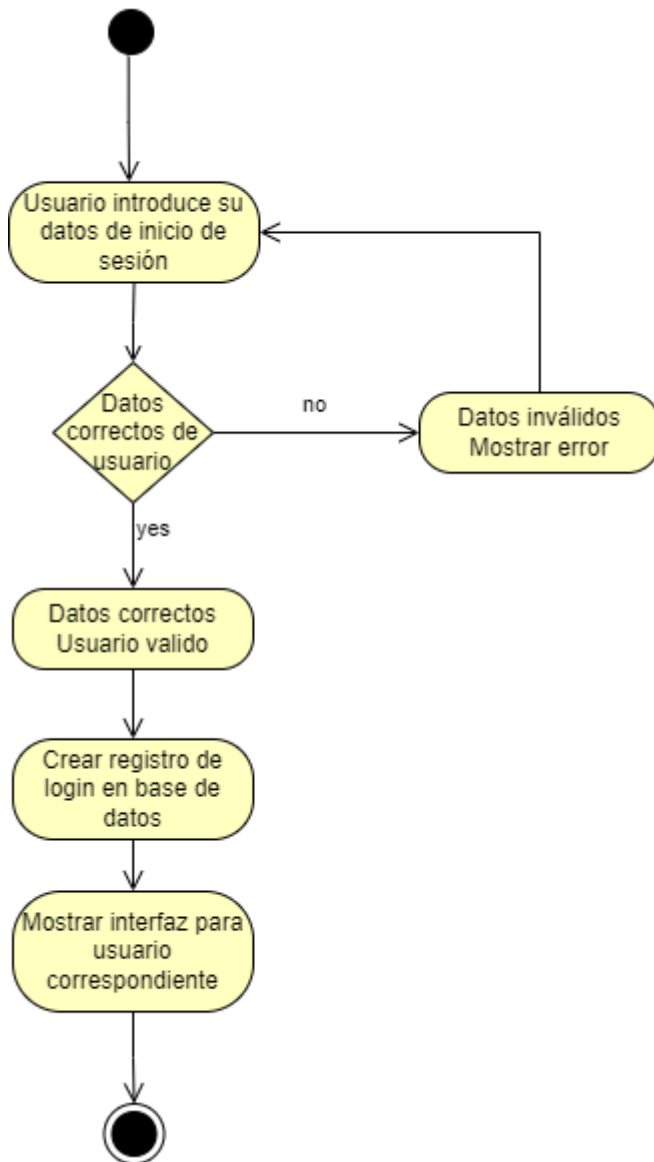 Usuario introduce su
datos de inicio de
sesión
Datos
correctos de
usuario
no
Datos inválidos
Mostrar error
yes
Datos correctos
Usuario valido
Crear registro de
login en base de
datos
Mostrar interfaz para
usuario
correspondiente